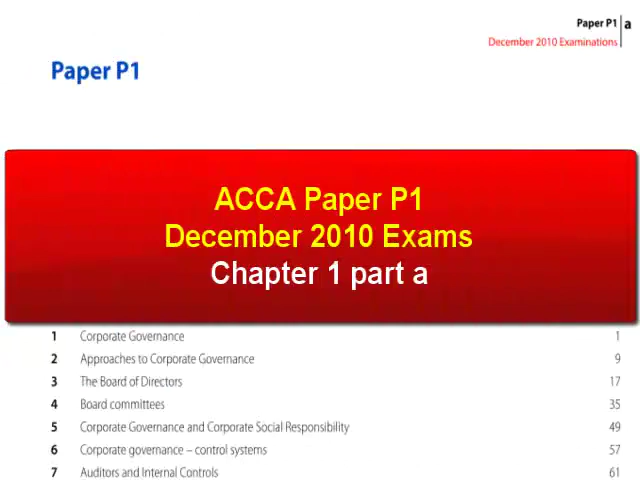 Paper P1 a
December 2010 Examinations
Paper P1
ACCA Paper P1
December 2010 Exams
Chapter 1 part a
1 Corporate Governance 1
2 Approaches to Corporate Governance 9
3 The Board of Directors 17
4 Board committees 35
5 Corporate Governance and Corporate Social Responsibility 49
6 Corporate governance – control systems 57
7 Auditors and Internal Controls 61